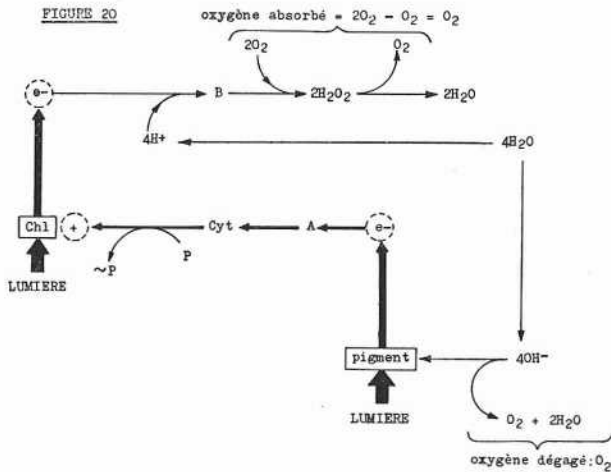 FIGURE 20
oxygène absorbé = 2O₂ - O₂ = O₂
2O₂
O₂
e-
B
2H₂O₂
2H₂O
4H+
4H₂O
Chl
+
Cyt
A
e-
~P
P
LUMIERE
pigment
4OH-
LUMIERE
O₂ + 2H₂O
oxygène dégagé:O₂